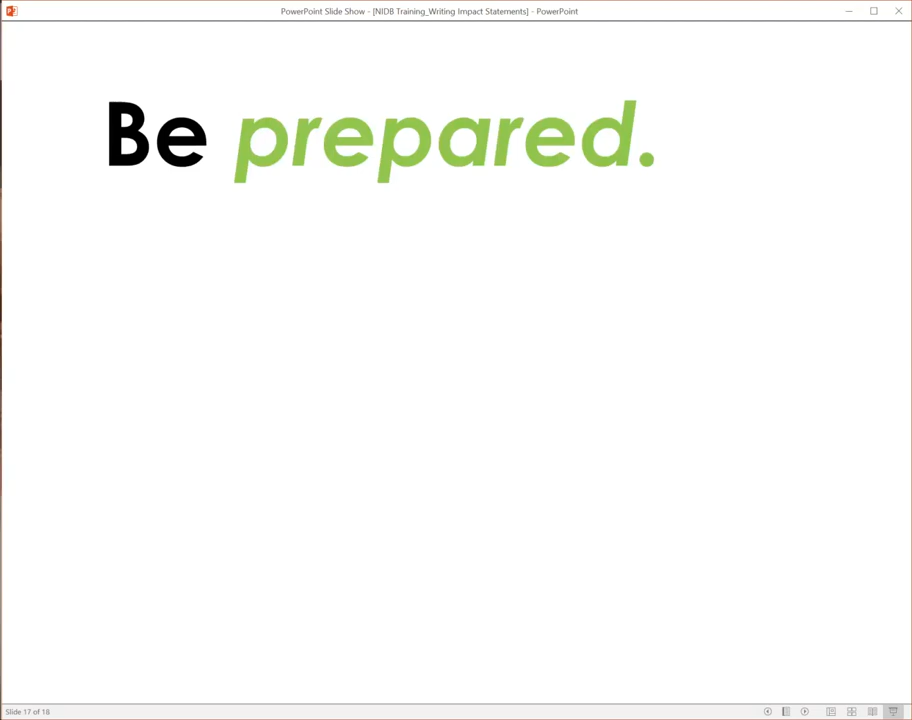 PowerPoint Slide Show - [NIDB Training_Writing Impact Statements] - PowerPoint
Be prepared.
Slide 17 of 18